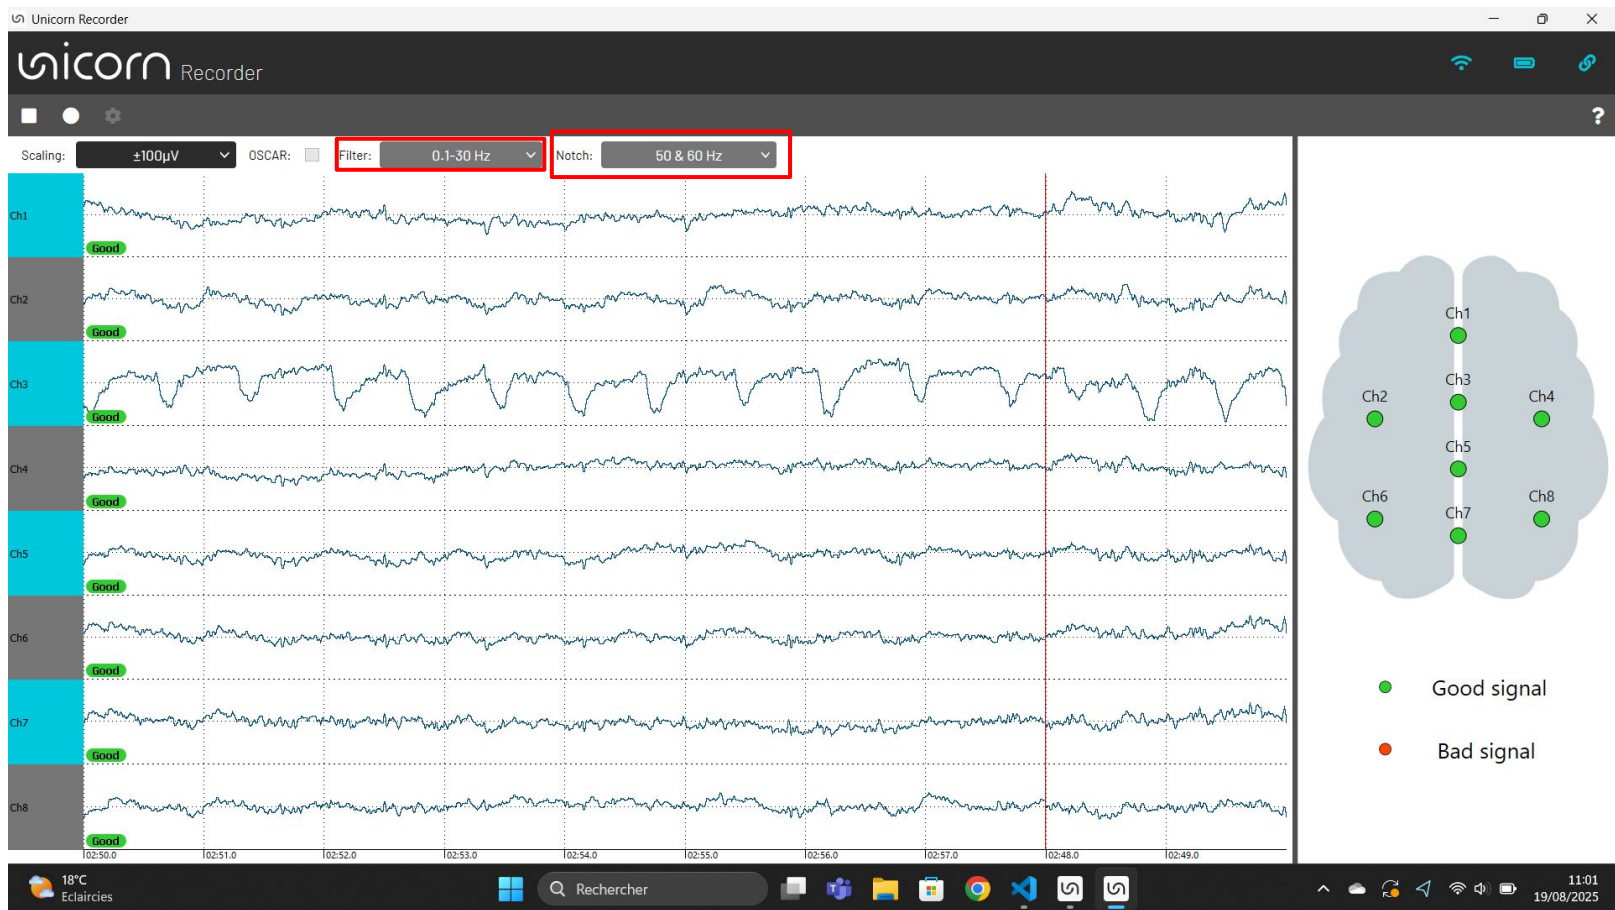 Unicorn Recorder
unicorn Recorder
?
Scaling: ±100µV OSCAR: Filter: 0.1-30 Hz Notch: 50 & 60 Hz
Ch1
Good
Ch2
Good
Ch3
Good
Ch4
Good
Ch5
Good
Ch6
Good
Ch7
Good
Ch8
Good
02:50.0 02:51.0 02:52.0 02:53.0 02:54.0 02:55.0 02:56.0 02:57.0 02:48.0 02:49.0
Ch1
Ch3
Ch2 Ch4
Ch5
Ch6 Ch8
Ch7
Good signal
Bad signal
18°C
Eclaircies
Rechercher
11:01
19/08/2025